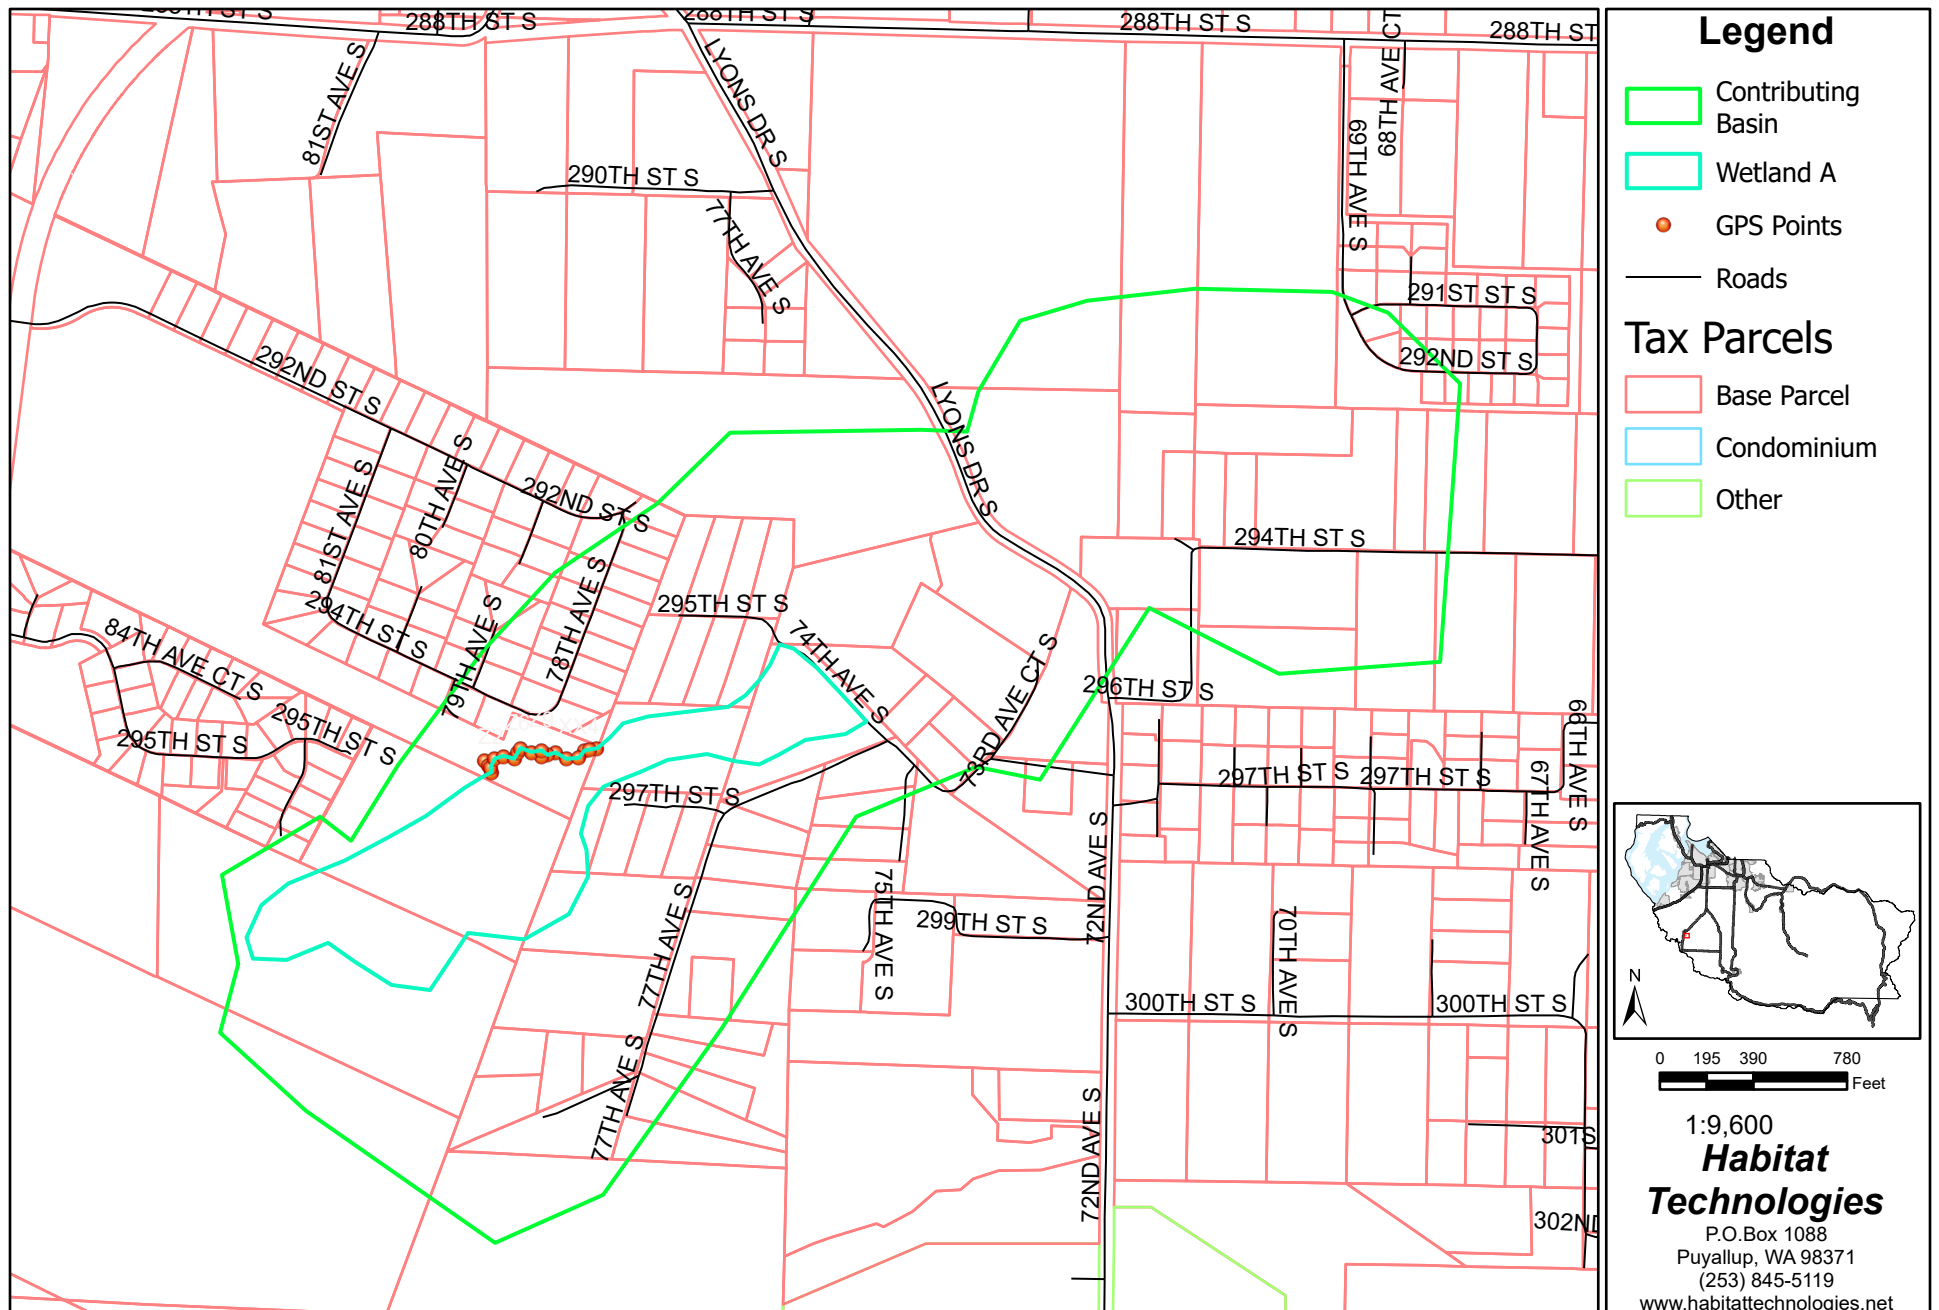 288TH ST S
288TH ST S
288TH ST S
288TH ST
81ST AVE S
LYONS DR S
68TH AVE CT
69TH AVE S
290TH ST S
77TH AVE S
291ST ST S
292ND ST S
292ND ST S
LYONS DR S
81ST AVE S
80TH AVE S
292ND ST S
294TH ST S
294TH ST S
79TH AVE S
78TH AVE S
295TH ST S
74TH AVE S
73RD AVE CT S
84TH AVE CT S
295TH ST S
295TH ST S
296TH ST S
66TH AVE S
297TH ST S
297TH ST S
297TH ST S
67TH AVE S
72ND AVE S
75TH AVE S
299TH ST S
77TH AVE S
70TH AVE S
300TH ST S
300TH ST S
77TH AVE S
72ND AVE S
301S
302ND
Legend
Contributing
Basin
Wetland A
GPS Points
Roads
Tax Parcels
Base Parcel
Condominium
Other
N
0 195 390 780
Feet
1:9,600
Habitat
Technologies
P.O.Box 1088
Puyallup, WA 98371
(253) 845-5119
www.habitattechnologies.net